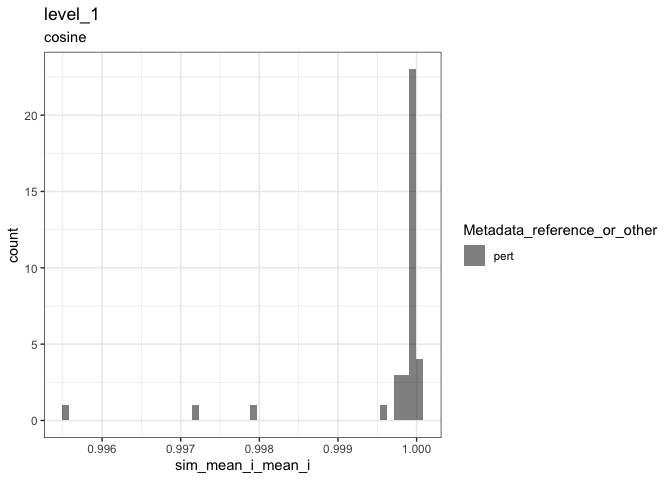 level_1
cosine
20
15
10
5
0
count
0.996
0.997
0.998
0.999
1.000
sim_mean_i_mean_i
Metadata_reference_or_other
pert